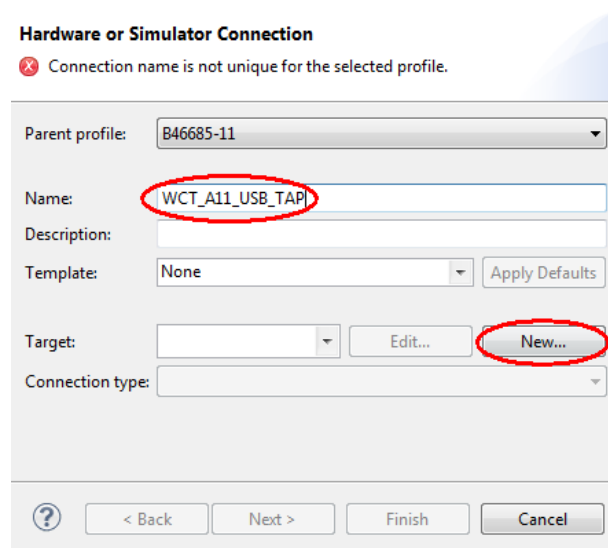 Hardware or Simulator Connection
Connection name is not unique for the selected profile.
Parent profile: B46685-11
Name: WCT_A11_USB_TAP
Description:
Template: None Apply Defaults
Target: Edit... New...
Connection type:
? < Back Next > Finish Cancel